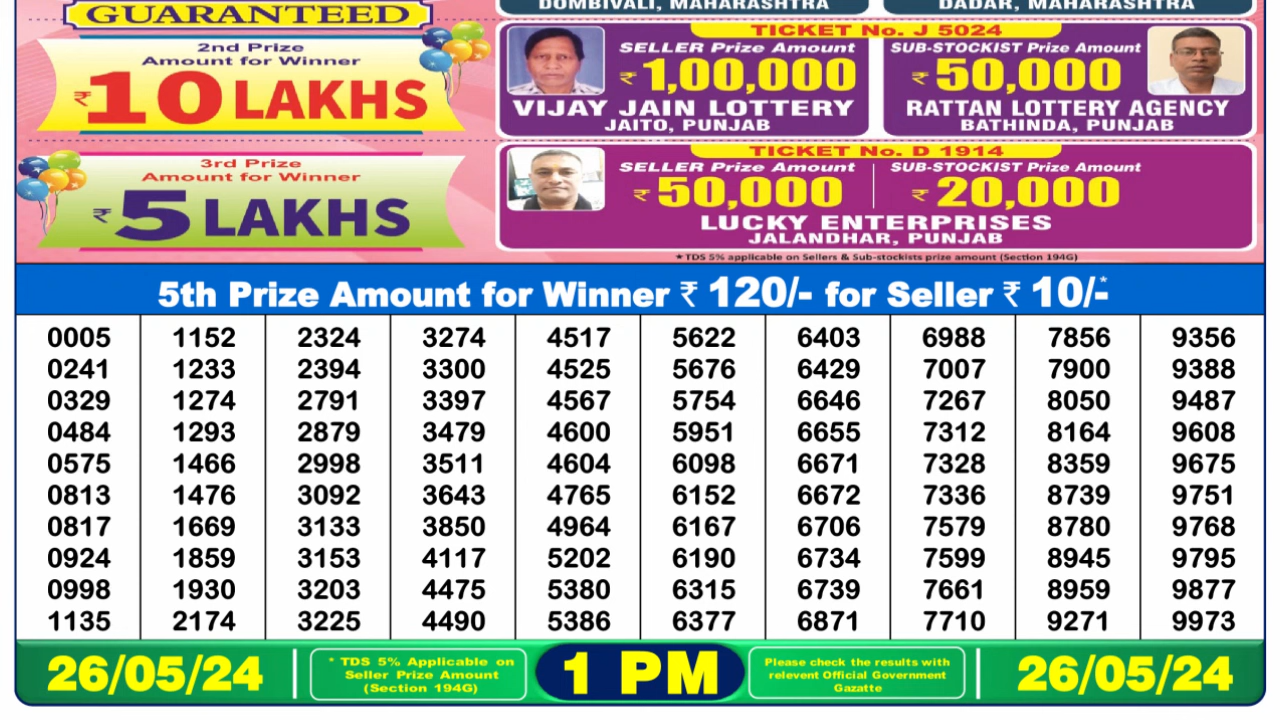 DOMBIVALI, MAHARASHTRA
DADAR, MAHARASHTRA
GUARANTEED
2nd Prize
Amount for Winner
₹10 LAKHS
TICKET No. J 5024
SELLER Prize Amount
₹1,00,000
SUB-STOCKIST Prize Amount
₹50,000
VIJAY JAIN LOTTERY
JAITO, PUNJAB
RATTAN LOTTERY AGENCY
BATHINDA, PUNJAB
3rd Prize
Amount for Winner
₹5 LAKHS
TICKET No. D 1914
SELLER Prize Amount
₹50,000
SUB-STOCKIST Prize Amount
₹20,000
LUCKY ENTERPRISES
JALANDHAR, PUNJAB
* TDS 5% applicable on Sellers & Sub-stockists prize amount (Section 194G)
5th Prize Amount for Winner ₹ 120/- for Seller ₹ 10/-*
0005 1152 2324 3274 4517 5622 6403 6988 7856 9356
0241 1233 2394 3300 4525 5676 6429 7007 7900 9388
0329 1274 2791 3397 4567 5754 6646 7267 8050 9487
0484 1293 2879 3479 4600 5951 6655 7312 8164 9608
0575 1466 2998 3511 4604 6098 6671 7328 8359 9675
0813 1476 3092 3643 4765 6152 6672 7336 8739 9751
0817 1669 3133 3850 4964 6167 6706 7579 8780 9768
0924 1859 3153 4117 5202 6190 6734 7599 8945 9795
0998 1930 3203 4475 5380 6315 6739 7661 8959 9877
1135 2174 3225 4490 5386 6377 6871 7710 9271 9973
26/05/24
* TDS 5% Applicable on
Seller Prize Amount
(Section 194G)
1 PM
Please check the results with
relevent Official Government
Gazatte
26/05/24